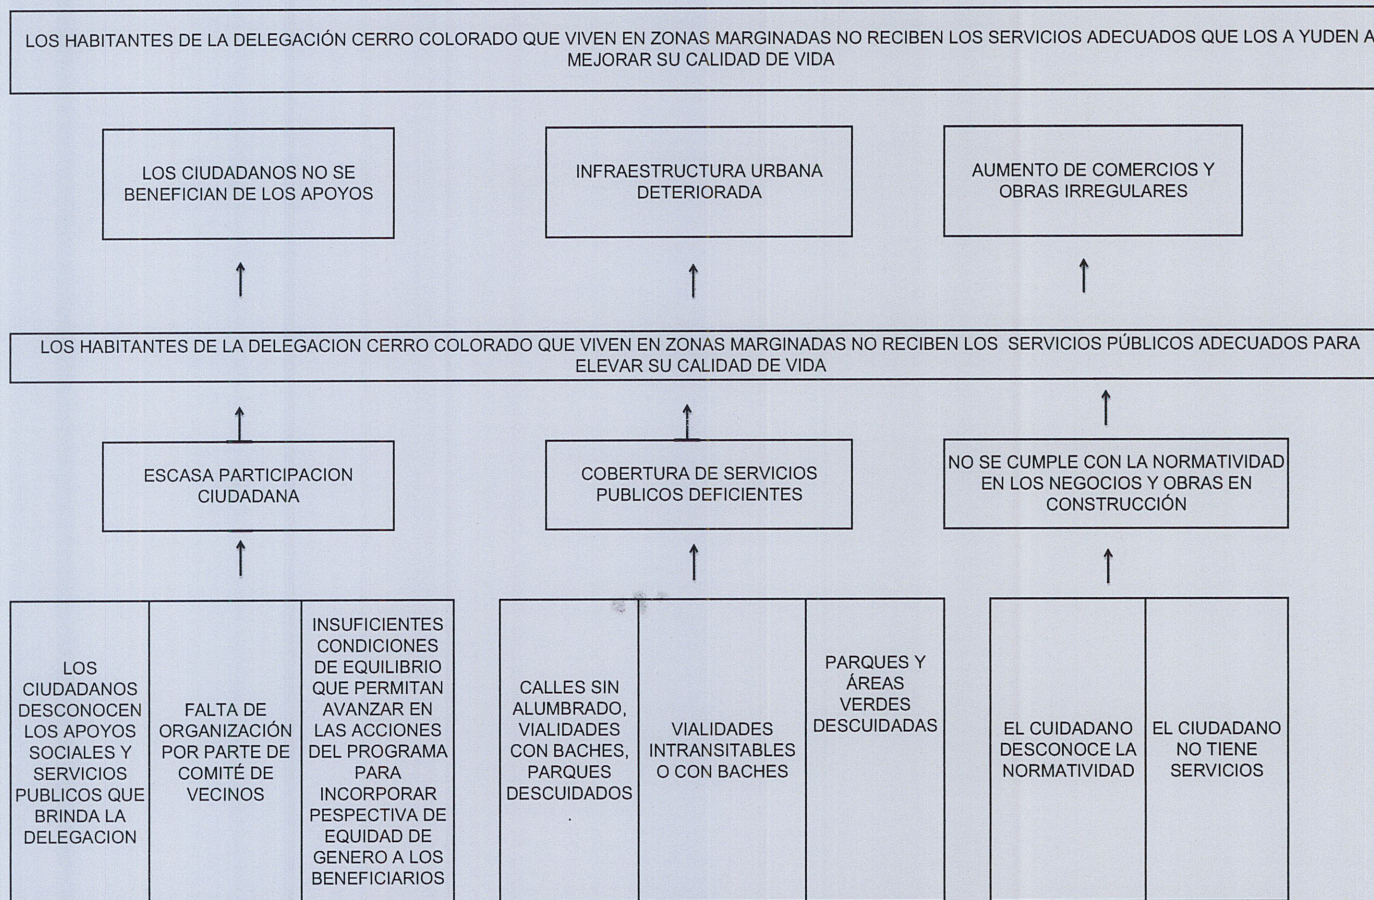 LOS HABITANTES DE LA DELEGACIÓN CERRO COLORADO QUE VIVEN EN ZONAS MARGINADAS NO RECIBEN LOS SERVICIOS ADECUADOS QUE LOS A YUDEN A
MEJORAR SU CALIDAD DE VIDA
LOS CIUDADANOS NO SE
BENEFICIAN DE LOS APOYOS
INFRAESTRUCTURA URBANA
DETERIORADA
AUMENTO DE COMERCIOS Y
OBRAS IRREGULARES
LOS HABITANTES DE LA DELEGACION CERRO COLORADO QUE VIVEN EN ZONAS MARGINADAS NO RECIBEN LOS SERVICIOS PÚBLICOS ADECUADOS PARA
ELEVAR SU CALIDAD DE VIDA
ESCASA PARTICIPACION
CIUDADANA
COBERTURA DE SERVICIOS
PUBLICOS DEFICIENTES
NO SE CUMPLE CON LA NORMATIVIDAD
EN LOS NEGOCIOS Y OBRAS EN
CONSTRUCCIÓN
LOS
CIUDADANOS
DESCONOCEN
LOS APOYOS
SOCIALES Y
SERVICIOS
PUBLICOS QUE
BRINDA LA
DELEGACION
FALTA DE
ORGANIZACIÓN
POR PARTE DE
COMITÉ DE
VECINOS
INSUFICIENTES
CONDICIONES
DE EQUILIBRIO
QUE PERMITAN
AVANZAR EN
LAS ACCIONES
DEL PROGRAMA
PARA
INCORPORAR
PESPECTIVA DE
EQUIDAD DE
GENERO A LOS
BENEFICIARIOS
CALLES SIN
ALUMBRADO,
VIALIDADES
CON BACHES,
PARQUES
DESCUIDADOS
.
VIALIDADES
INTRANSITABLES
O CON BACHES
PARQUES Y
ÁREAS
VERDES
DESCUIDADAS
EL CUIDADANO
DESCONOCE LA
NORMATIVIDAD
EL CIUDADANO
NO TIENE
SERVICIOS